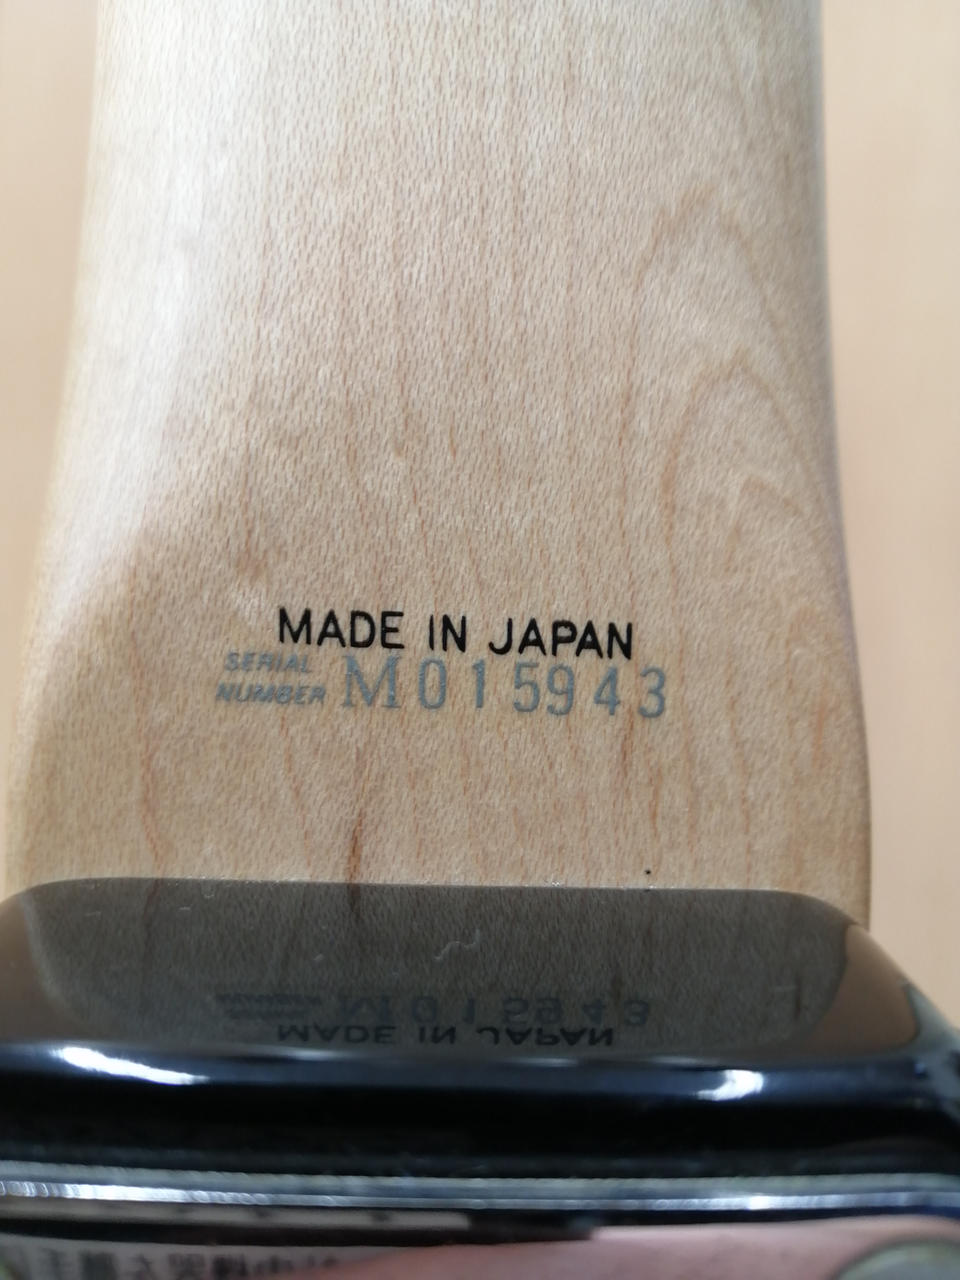 MADE IN JAPAN
SERIAL NUMBER M015943